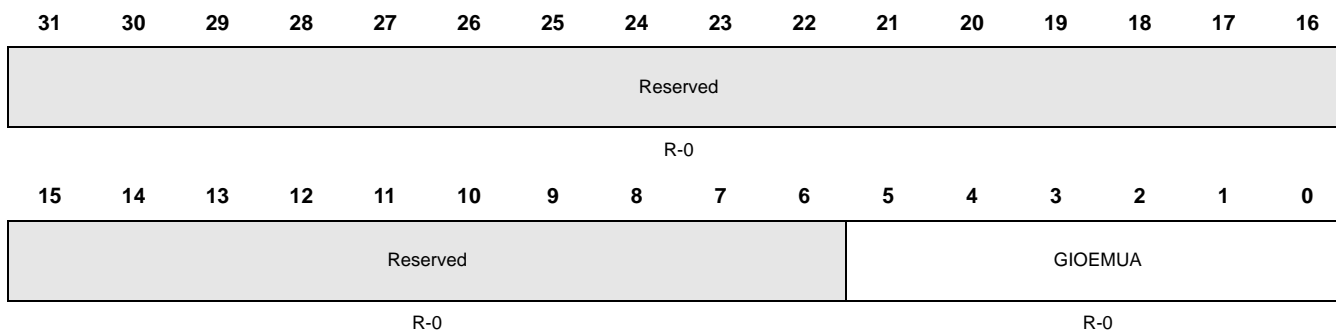 31 30 29 28 27 26 25 24 23 22 21 20 19 18 17 16
Reserved
R-0
15 14 13 12 11 10 9 8 7 6 5 4 3 2 1 0
Reserved GIOEMUA
R-0 R-0